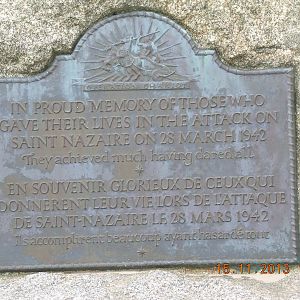 OPERATION CHARIOT
IN PROUD MEMORY OF THOSE WHO
GAVE THEIR LIVES IN THE ATTACK ON
SAINT NAZAIRE ON 28 MARCH 1942
They achieved much having dared all
EN SOUVENIR GLORIEUX DE CEUX QUI
DONNERENT LEUR VIE LORS DE L'ATTAQUE
DE SAINT-NAZAIRE LE 28 MARS 1942
Ils accomplirent beaucoup ayant hasardé tout
15.11.2013